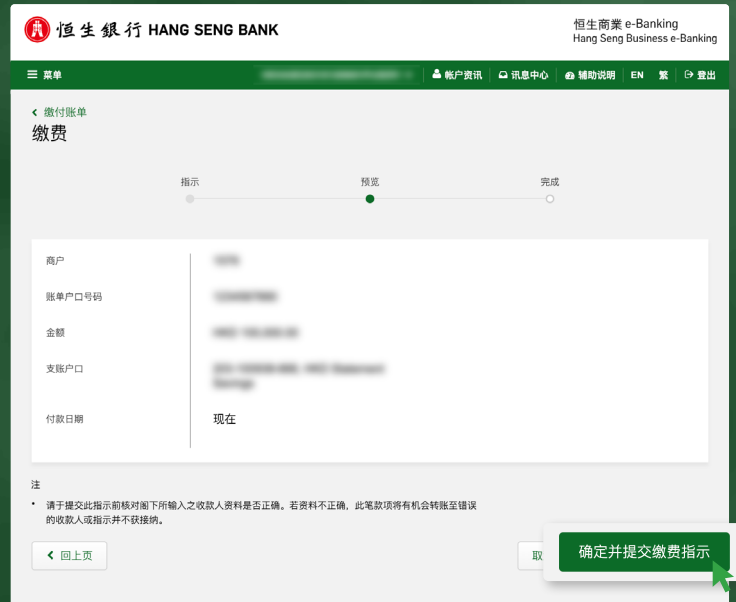 恒生銀行 HANG SENG BANK
恒生商業 e-Banking
Hang Seng Business e-Banking
菜单
帐户资讯
讯息中心
辅助说明
EN
繁
登出
缴付账单
缴费
指示
预览
完成
商户
账单户口号码
金额
支账户口
付款日期 现在
注
• 请于提交此指示前核对阁下所输入之收款人资料是否正确。若资料不正确，此笔款项将有机会转账至错误
的收款人或指示并不获接纳。
回上页
取
确定并提交缴费指示